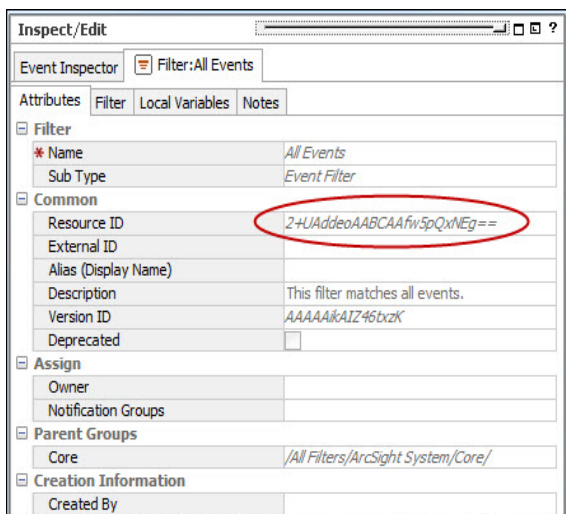 Inspect/Edit ?
Event Inspector Filter:All Events
Attributes Filter Local Variables Notes
Filter
* Name All Events
Sub Type Event Filter
Common
Resource ID 2+UAddeoAABCAAfw5pQxNEg==
External ID
Alias (Display Name)
Description This filter matches all events.
Version ID AAAAAikAIZ46txzK
Deprecated
Assign
Owner
Notification Groups
Parent Groups
Core /All Filters/ArcSight System/Core/
Creation Information
Created By